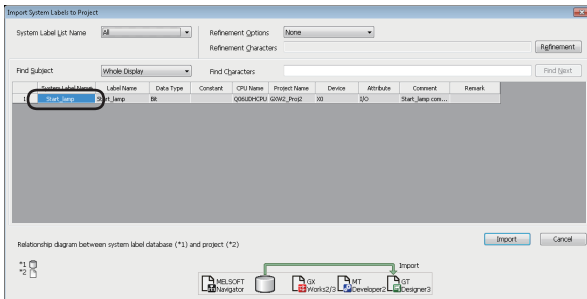 Import System Labels to Project
System Label List Name All Refinement Options None
Refinement Characters Refinement
Find Subject Whole Display Find Characters Find Next
System Label Name Label Name Data Type Constant CPU Name Project Name Device Attribute Comment Remark
1 Start_lamp Start_lamp Bit Q06UDHCPU GXW2_Proj2 X0 I/O Start_lamp com...
Import Cancel
Relationship diagram between system label database (*1) and project (*2)
*1
*2
Import
MELSOFT Navigator
GX Works2/3
MT Developer2
GT Designer3